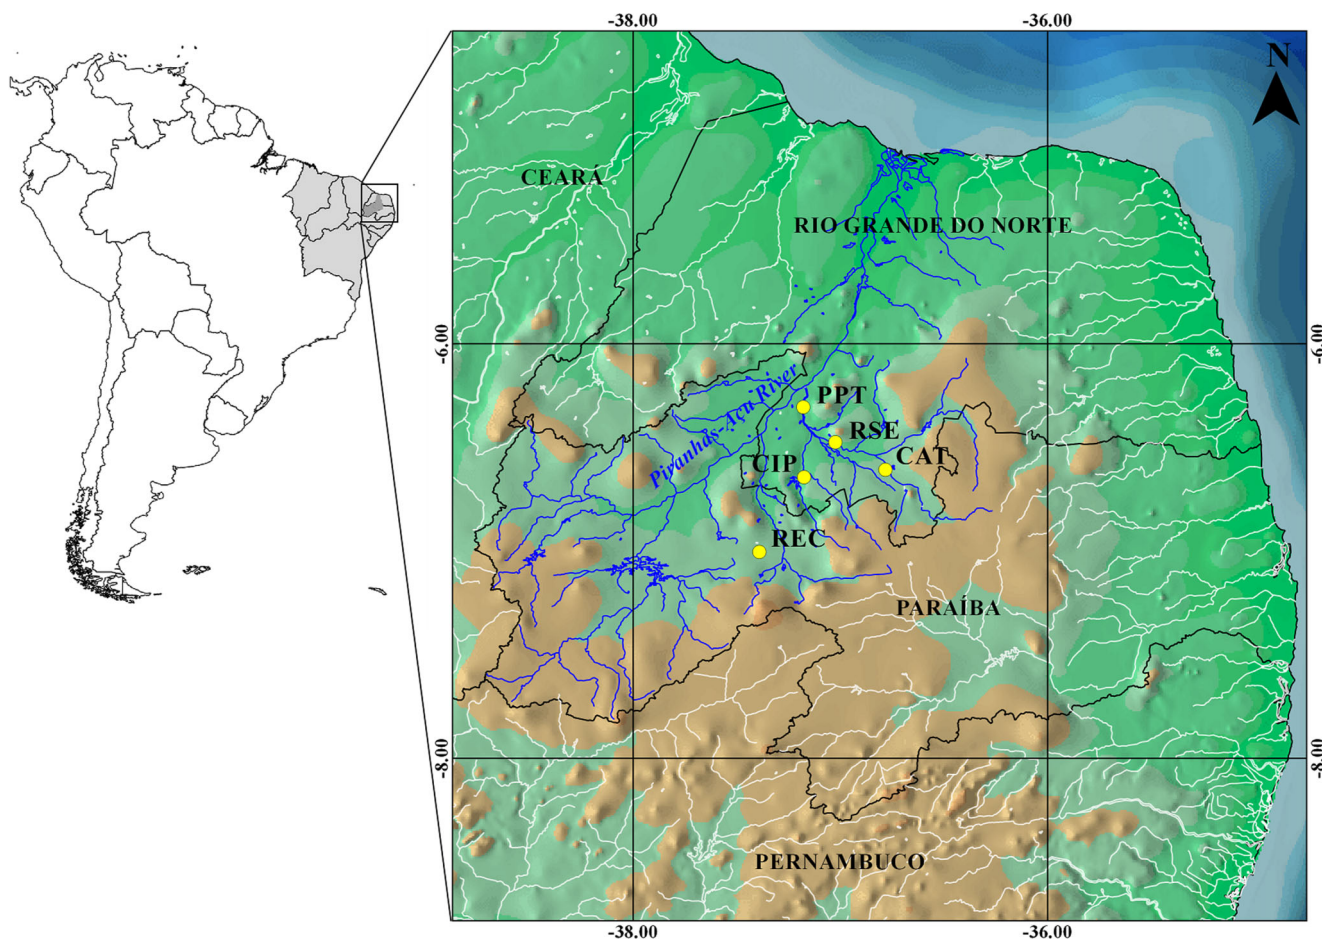 -38.00
-36.00
N
CEARÁ
RIO GRANDE DO NORTE
-6.00
-6.00
Piranhas-Açu River
PPT
RSE
CIP
CAT
REC
PARAÍBA
-8.00
-8.00
PERNAMBUCO
-38.00
-36.00